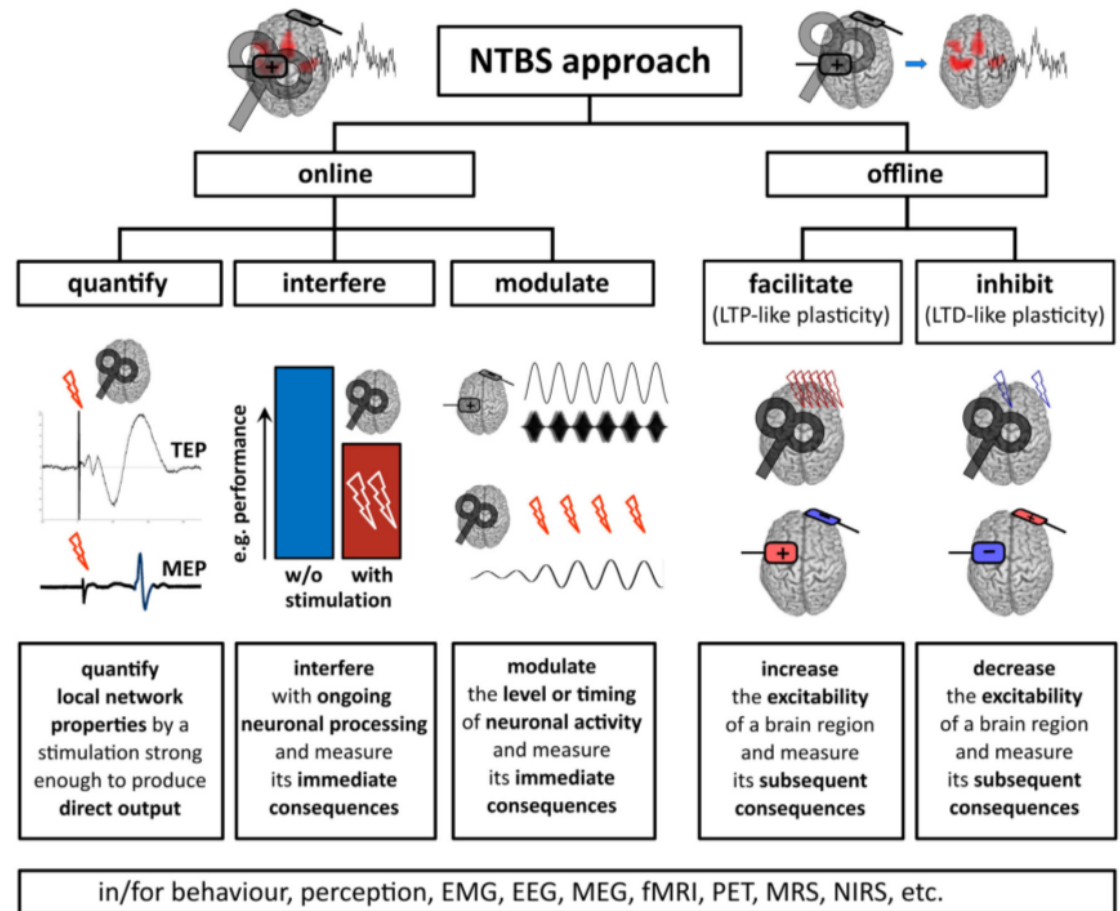 NTBS approach
online
offline
quantify
interfere
modulate
facilitate
(LTP-like plasticity)
inhibit
(LTD-like plasticity)
TEP
MEP
e.g. performance
w/o
with
stimulation
quantify
local network
properties by a
stimulation strong
enough to produce
direct output
interfere
with ongoing
neuronal processing
and measure
its immediate
consequences
modulate
the level or timing
of neuronal activity
and measure
its immediate
consequences
increase
the excitability
of a brain region
and measure
its subsequent
consequences
decrease
the excitability
of a brain region
and measure
its subsequent
consequences
in/for behaviour, perception, EMG, EEG, MEG, fMRI, PET, MRS, NIRS, etc.